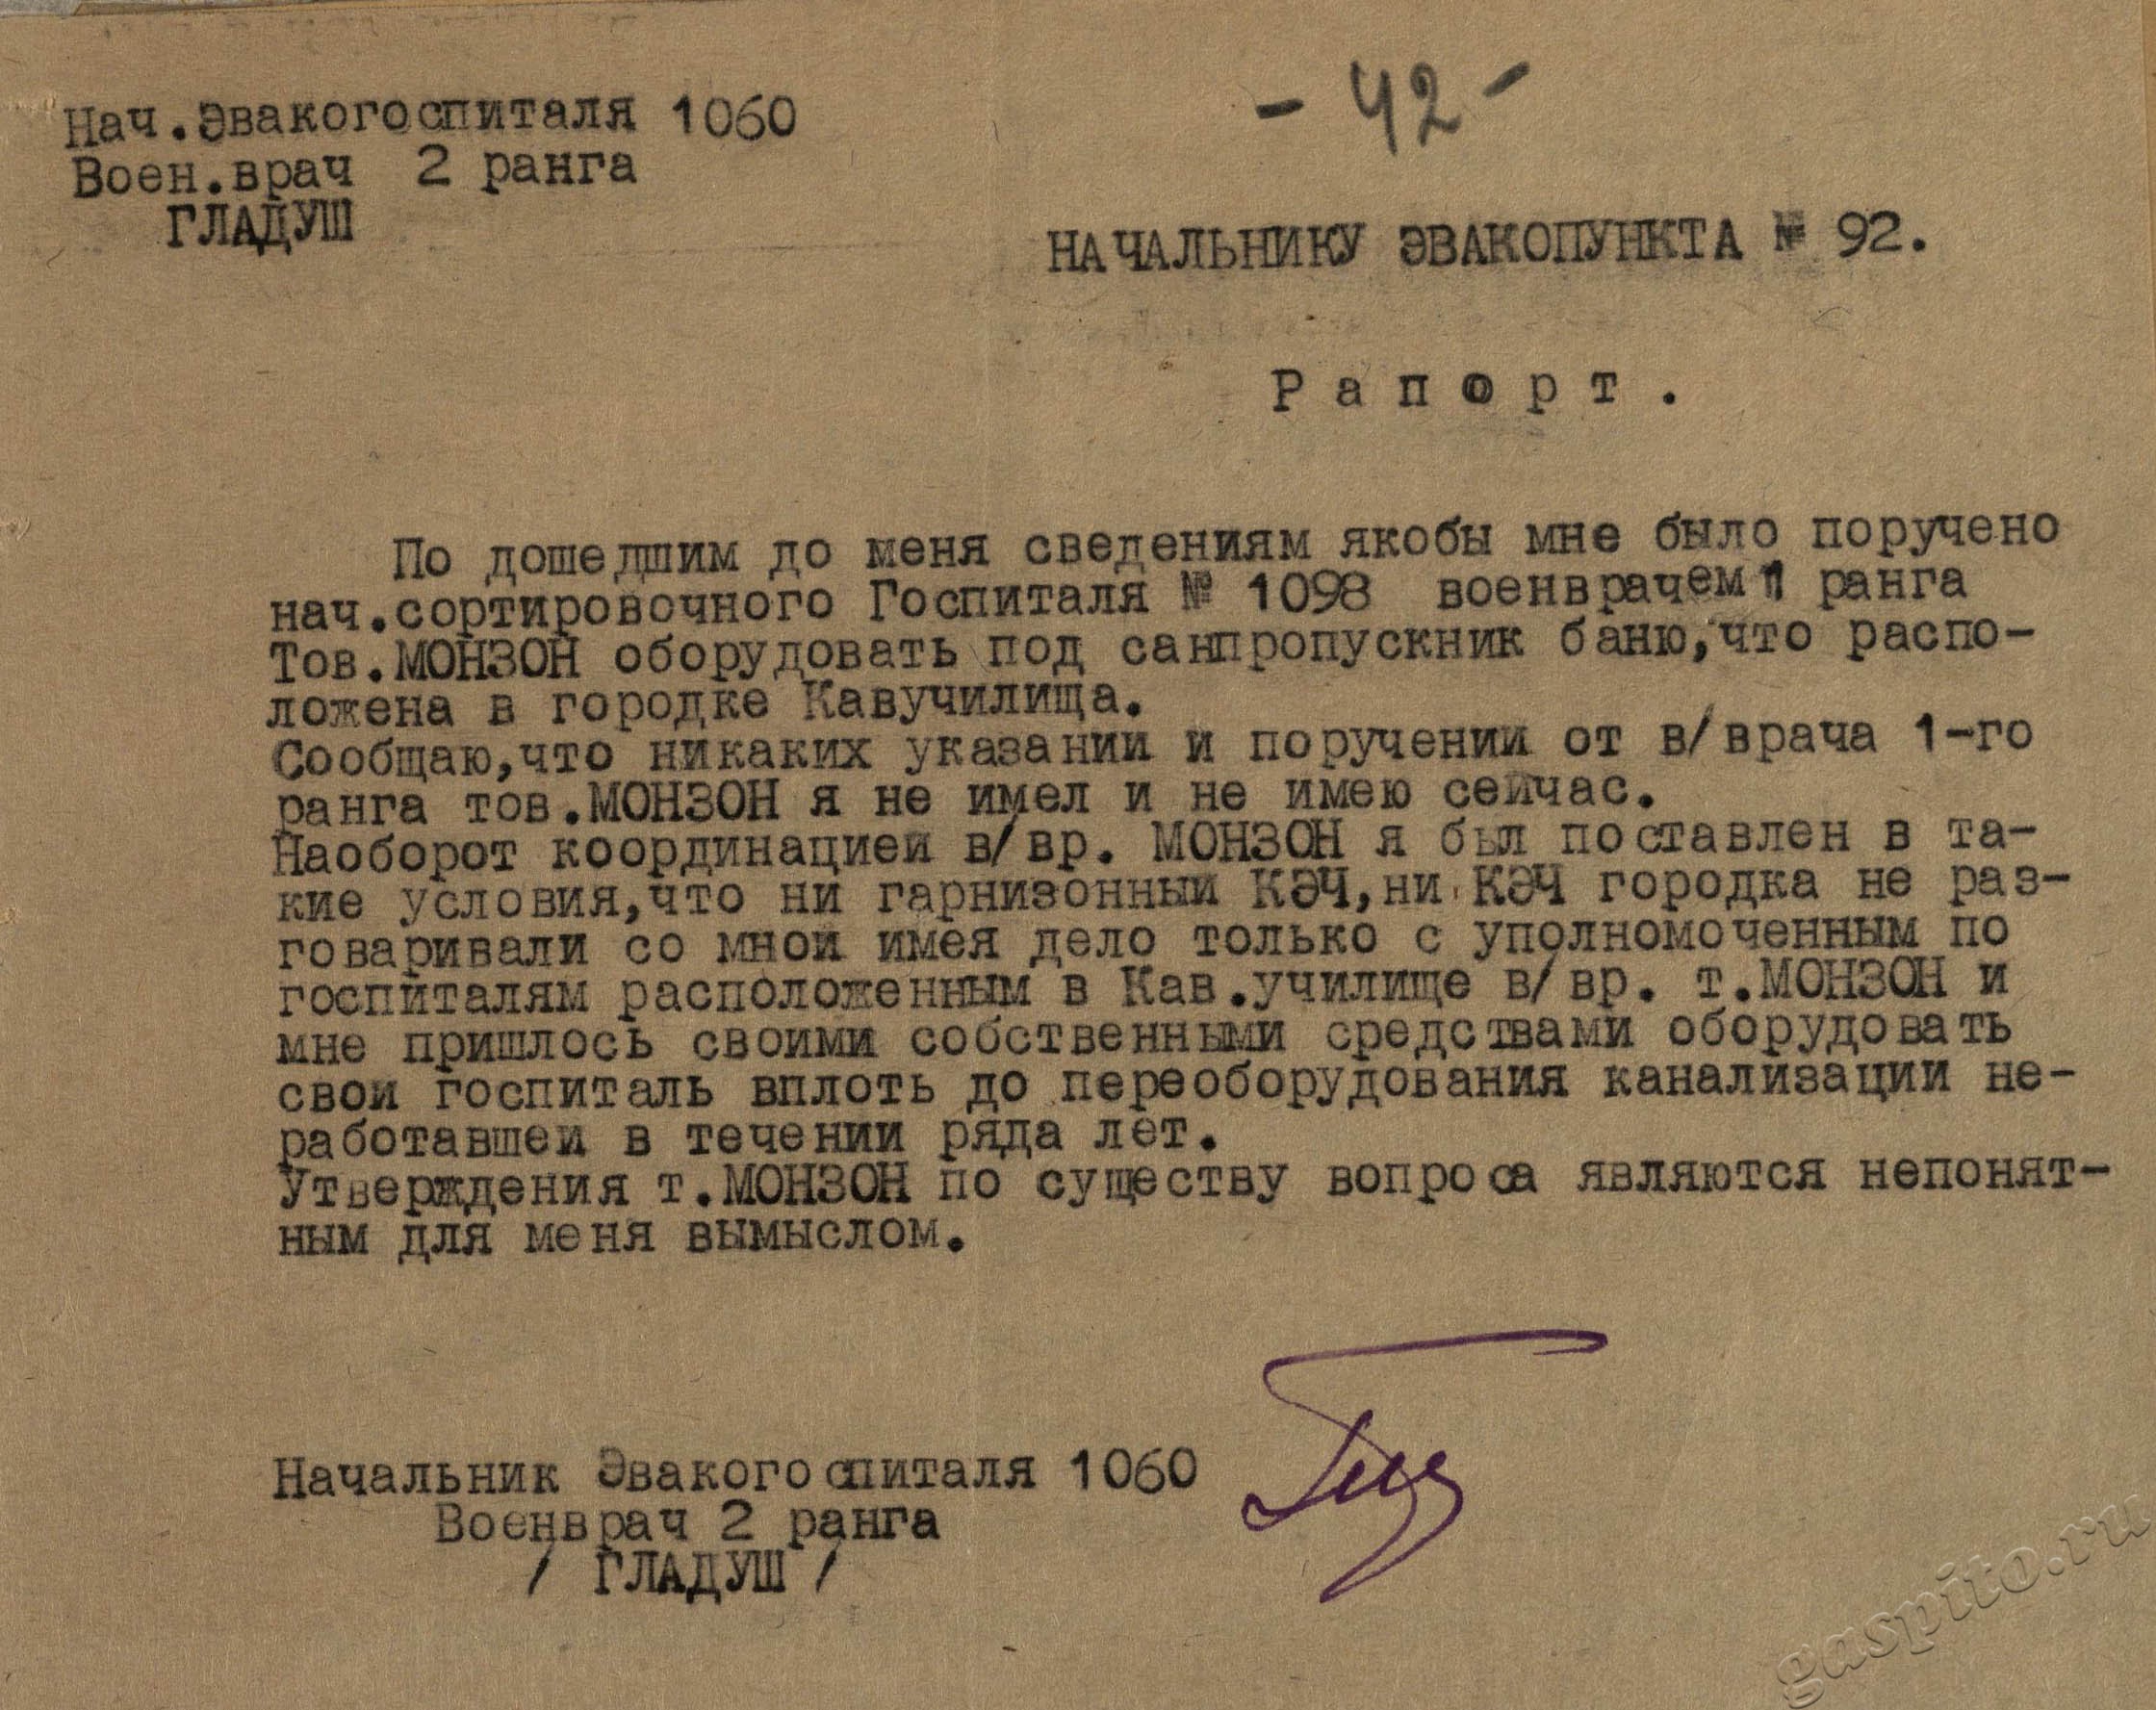 Нач.Эвакогоспиталя 1060
Воен.врач 2 ранга
ГЛАДУШ
- 42 -
НАЧАЛЬНИКУ ЭВАКОПУНКТА № 92.
Рапорт.
По дошедшим до меня сведениям якобы мне было поручено
нач.сортировочного Госпиталя № 1098 военврачем 1 ранга
Тов.МОНЗОН оборудовать под санпропускник баню,что распо-
ложена в городке Кавучилища.
Сообщаю,что никаких указании и поручении от в/врача 1-го
ранга тов.МОНЗОН я не имел и не имею сейчас.
Наоборот координацией в/вр. МОНЗОН я был поставлен в та-
кие условия,что ни гарнизонный КЭЧ,ни КЭЧ городка не раз-
говаривали со мной имея дело только с уполномоченным по
госпиталям расположенным в Кав.училище в/вр. т.МОНЗОН и
мне пришлось своими собственными средствами оборудовать
свои госпиталь вплоть до переоборудования канализации не-
работавшей в течении ряда лет.
Утверждения т.МОНЗОН по существу вопроса являются непонят-
ным для меня вымыслом.
Начальник Эвакогоспиталя 1060
Военврач 2 ранга
/ ГЛАДУШ /
gaspito.ru